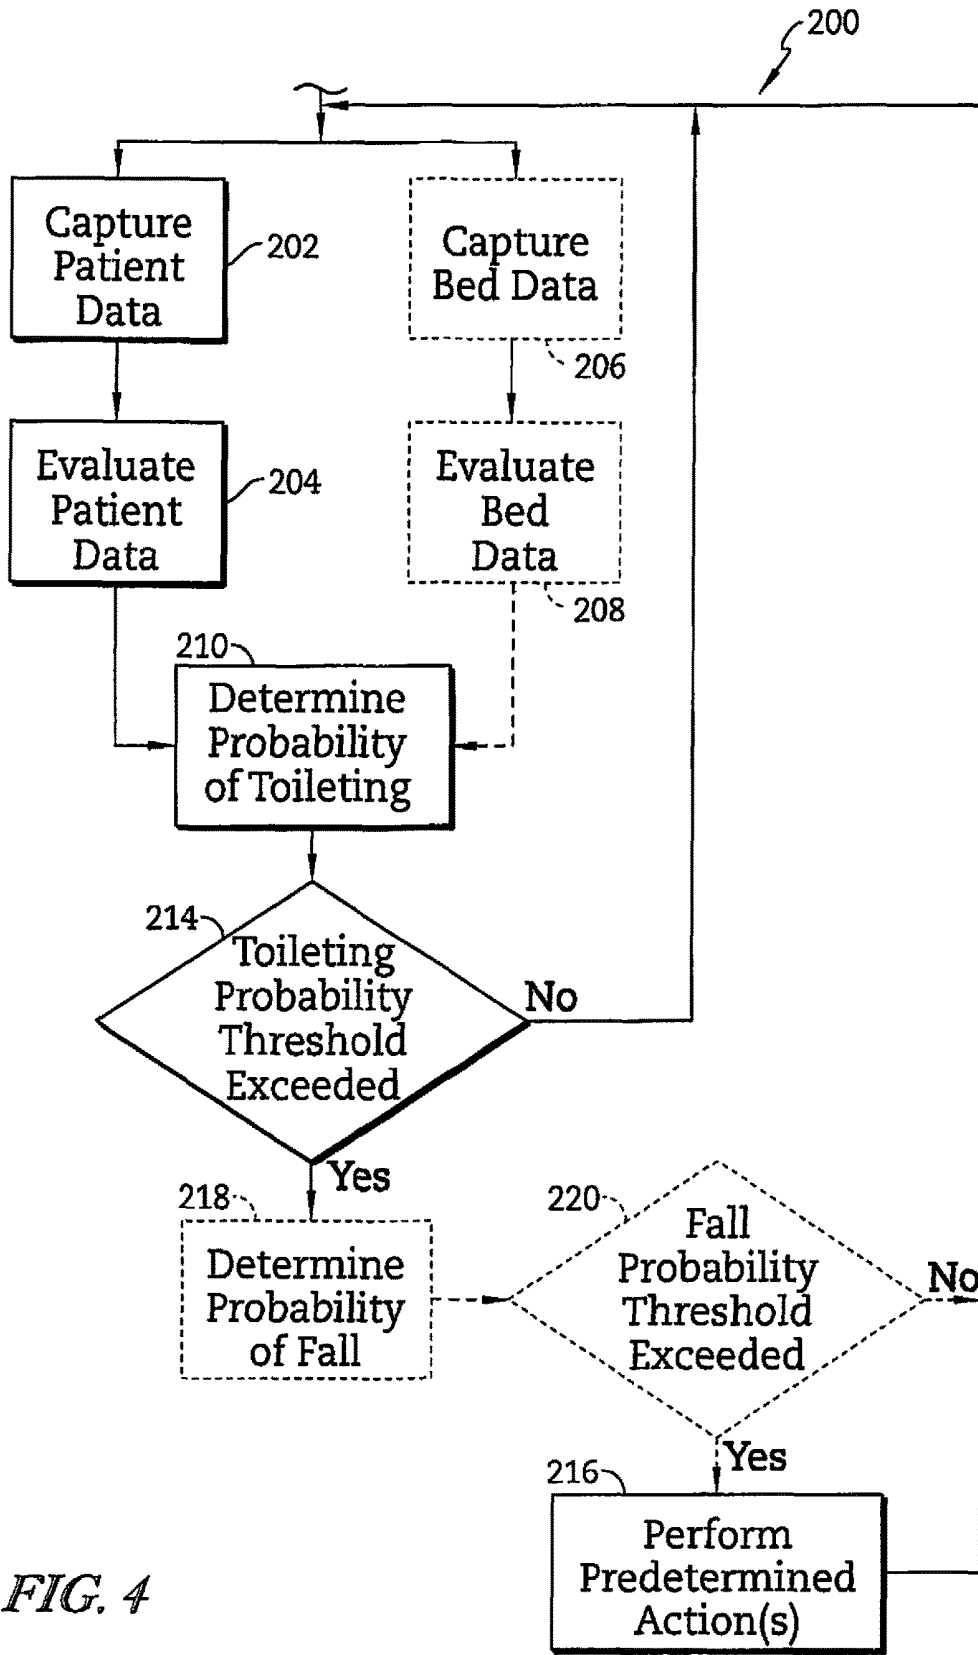 200
Capture
Patient
Data
202
Capture
Bed Data
206
Evaluate
Patient
Data
204
Evaluate
Bed
Data
208
210
Determine
Probability
of Toileting
214
Toileting
Probability
Threshold
Exceeded
No
Yes
218
Determine
Probability
of Fall
220
Fall
Probability
Threshold
Exceeded
No
Yes
216
Perform
Predetermined
Action(s)
FIG. 4